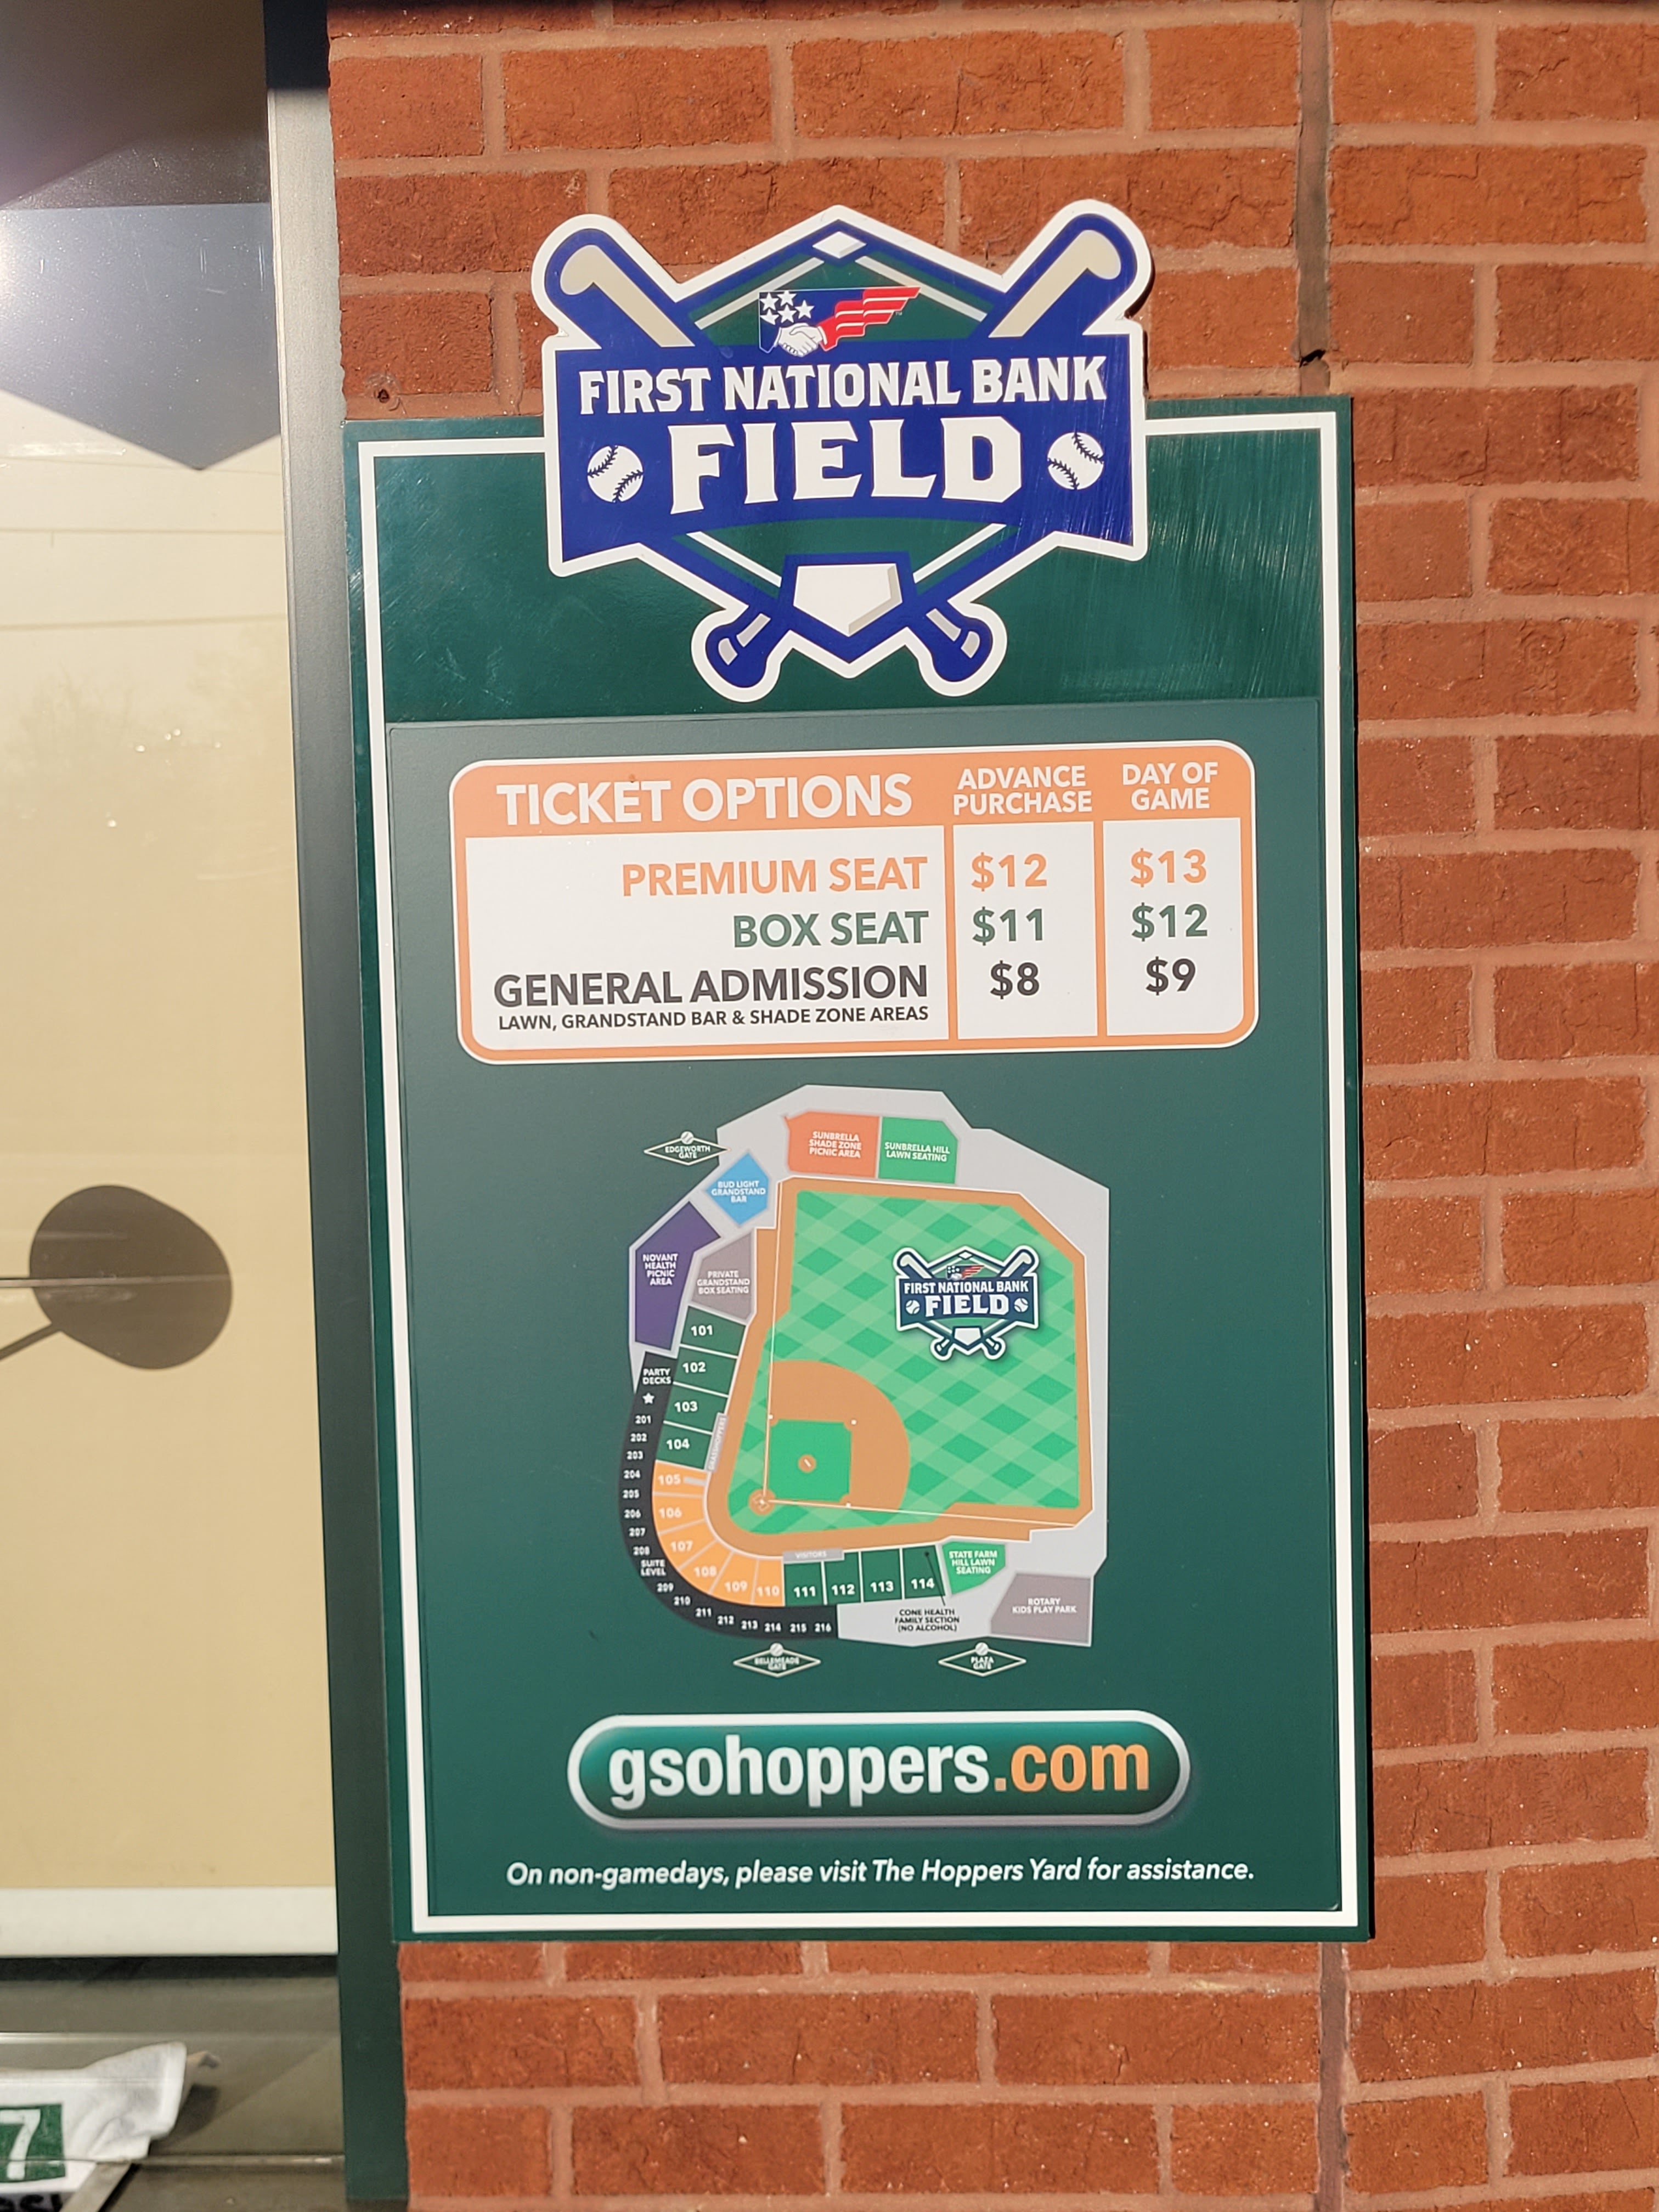 FIRST NATIONAL BANK
FIELD
TICKET OPTIONS
ADVANCE
PURCHASE
DAY OF
GAME
PREMIUM SEAT $12 $13
BOX SEAT $11 $12
GENERAL ADMISSION $8 $9
LAWN, GRANDSTAND BAR & SHADE ZONE AREAS
EDGEWORTH
GATE
SUNBRELLA
SHADE ZONE
PICNIC AREA
SUNBRELLA HILL
LAWN SEATING
BUD LIGHT
GRANDSTAND
BAR
NOVANT
HEALTH
PICNIC
AREA
PRIVATE
GRANDSTAND
BOX SEATING
FIRST NATIONAL BANK
FIELD
101
102
103
104
105
106
107
108
109
110
111
112
113
114
GRASSHOPPERS
VISITORS
PARTY
DECKS
201
202
203
204
205
206
207
208
SUITE
LEVEL
209
210
211
212
213
214
215
216
STATE FARM
HILL LAWN
SEATING
CONE HEALTH
FAMILY SECTION
(NO ALCOHOL)
ROTARY
KIDS PLAY PARK
BELLEMEADE
GATE
PLAZA
GATE
gsohoppers.com
On non-gamedays, please visit The Hoppers Yard for assistance.
7